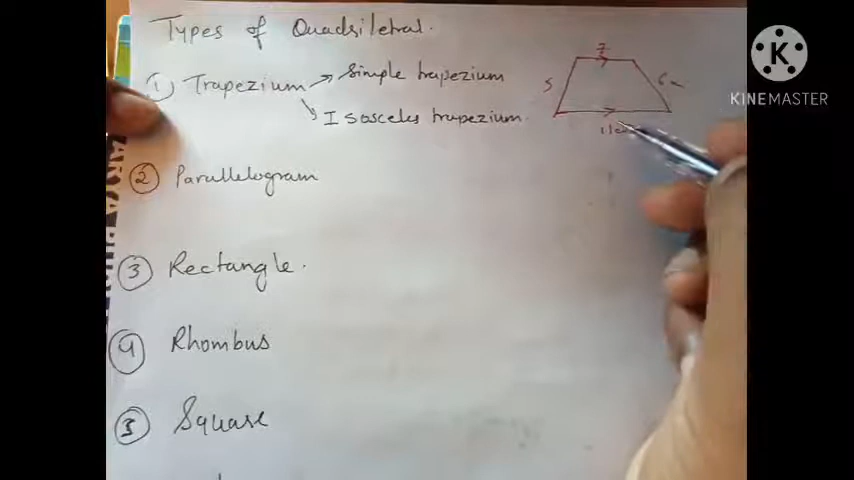 Types of Quadriletral.
① Trapezium → Simple trapezium
↘ Isosceles trapezium.
7
5
6
② Parallelogram
③ Rectangle.
④ Rhombus
⑤ Square
K
KINEMASTER